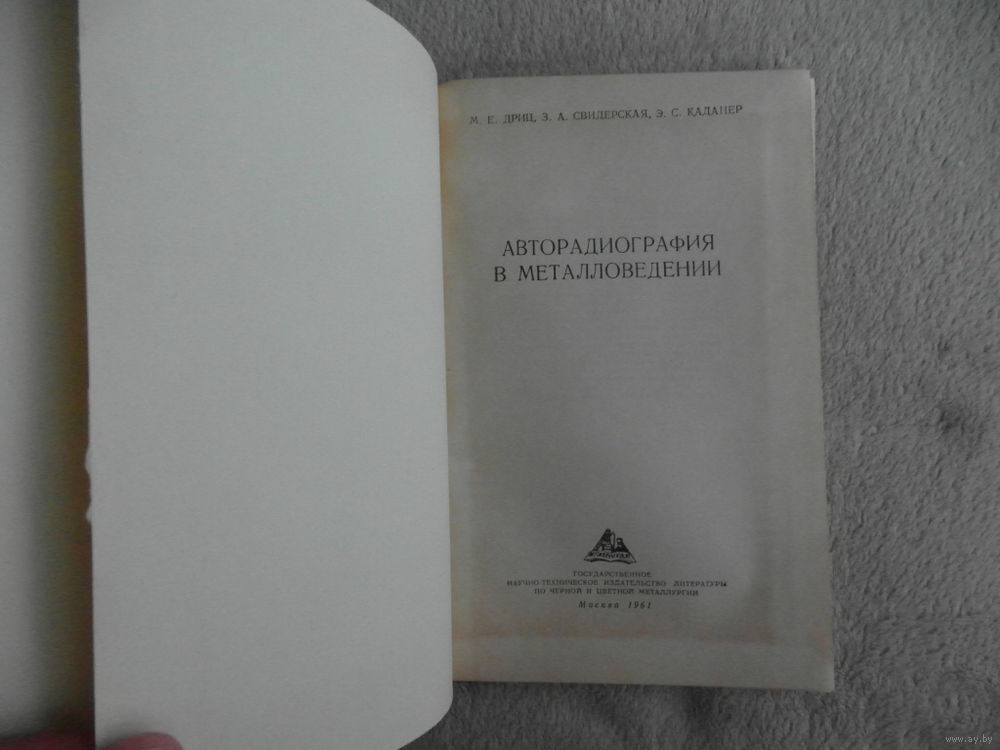 М. Е. ДРИЦ, З. А. СВИДЕРСКАЯ, Э. С. КАДАНЕР
АВТОРАДИОГРАФИЯ
В МЕТАЛЛОВЕДЕНИИ
ГОСУДАРСТВЕННОЕ
НАУЧНО-ТЕХНИЧЕСКОЕ ИЗДАТЕЛЬСТВО ЛИТЕРАТУРЫ
ПО ЧЕРНОЙ И ЦВЕТНОЙ МЕТАЛЛУРГИИ
Москва 1961
www.ay.by